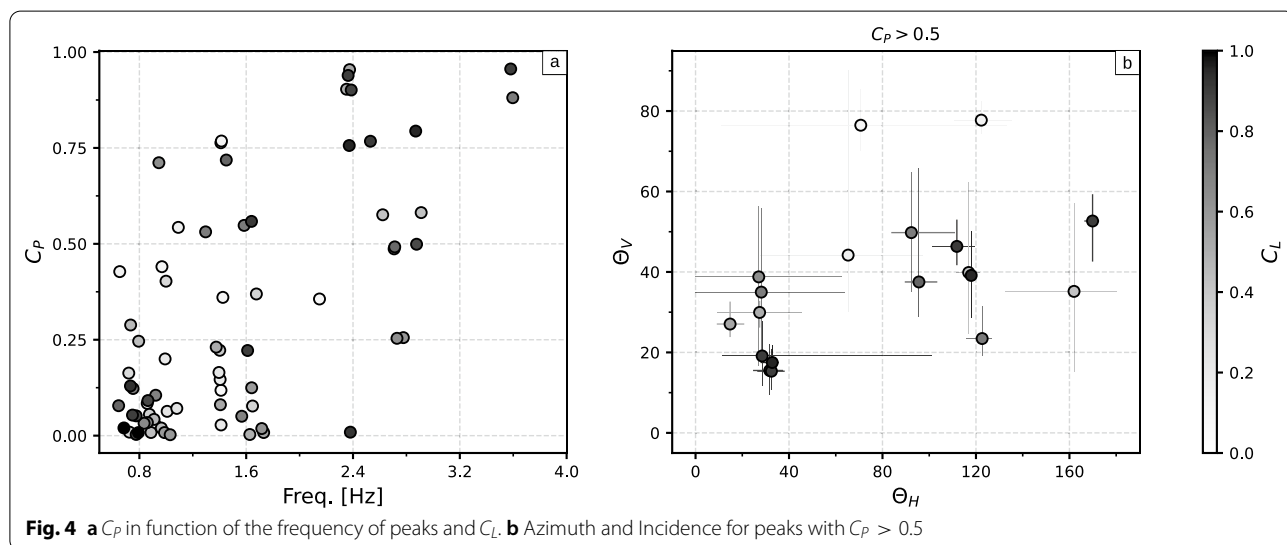 C_P > 0.5
a
b
1.00
0.75
0.50
0.25
0.00
C_P
0.8 1.6 2.4 3.2 4.0
Freq. [Hz]
80
60
40
20
0
Θ_V
0 40 80 120 160
Θ_H
1.0
0.8
0.6
0.4
0.2
0.0
C_L
Fig. 4 a C_P in function of the frequency of peaks and C_L. b Azimuth and Incidence for peaks with C_P > 0.5